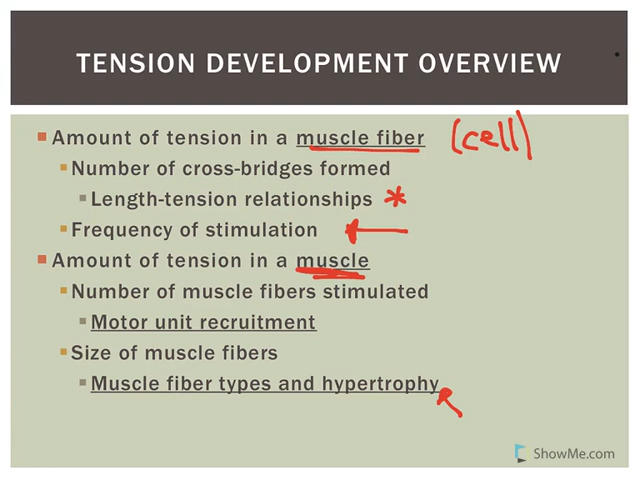 TENSION DEVELOPMENT OVERVIEW
Amount of tension in a muscle fiber (cell)
Number of cross-bridges formed
Length-tension relationships *
Frequency of stimulation
Amount of tension in a muscle
Number of muscle fibers stimulated
Motor unit recruitment
Size of muscle fibers
Muscle fiber types and hypertrophy
ShowMe.com